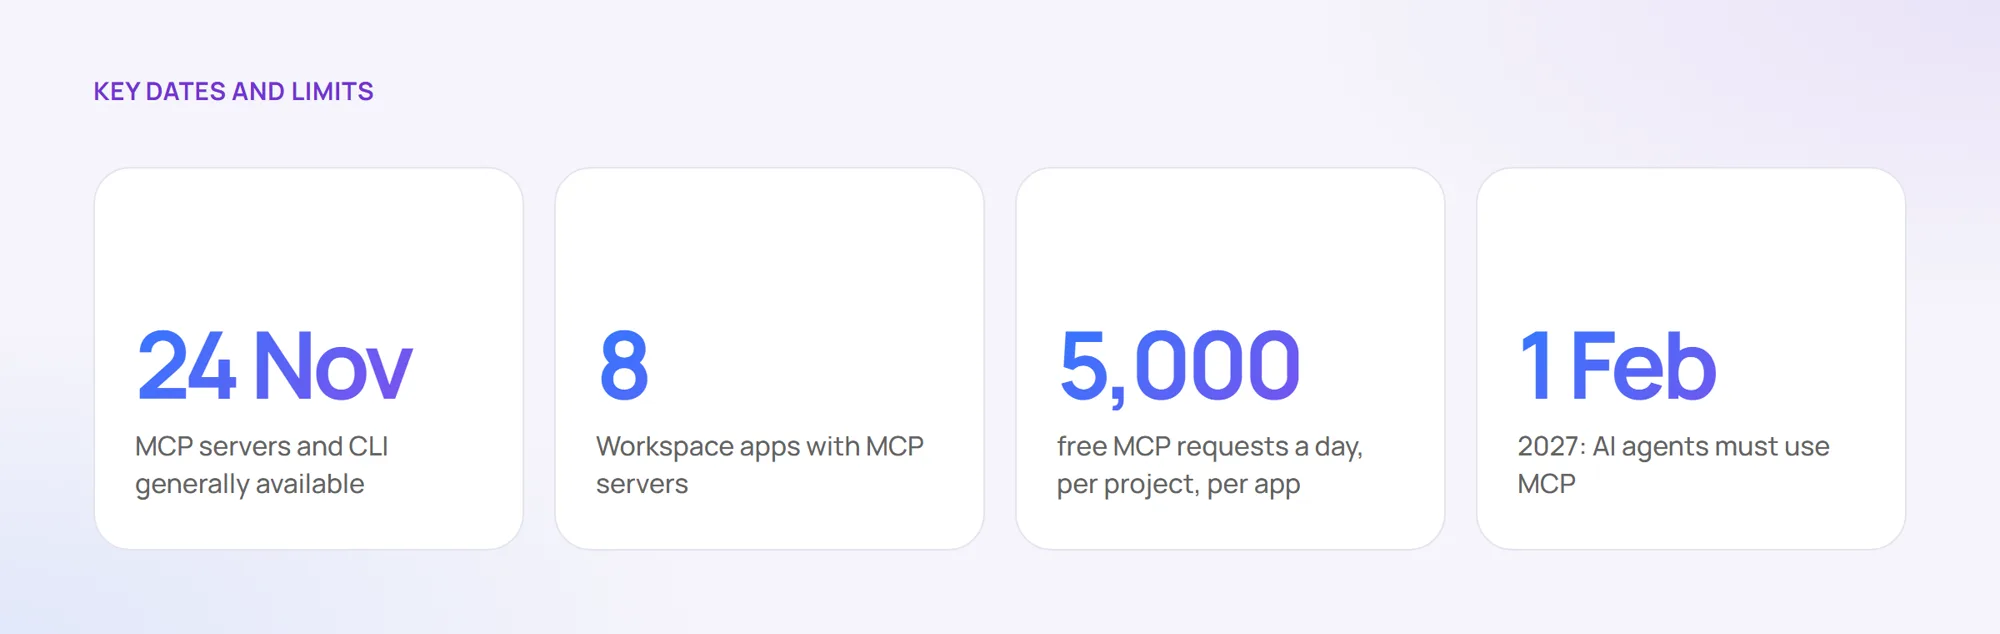 KEY DATES AND LIMITS
24 Nov
MCP servers and CLI
generally available
8
Workspace apps with MCP
servers
5,000
free MCP requests a day,
per project, per app
1 Feb
2027: AI agents must use
MCP